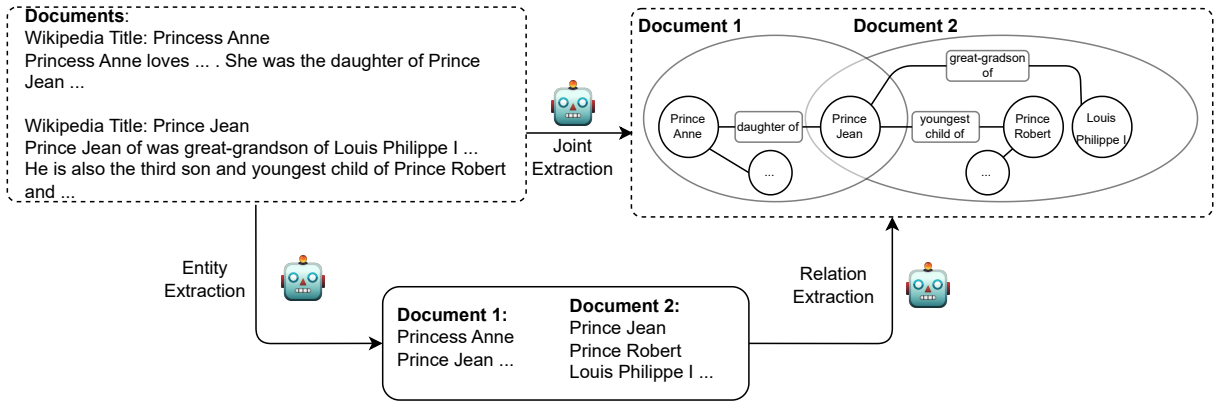 Documents:
Wikipedia Title: Princess Anne
Princess Anne loves ... . She was the daughter of Prince
Jean ...
Wikipedia Title: Prince Jean
Prince Jean of was great-grandson of Louis Philippe I ...
He is also the third son and youngest child of Prince Robert
and ...
Joint
Extraction
Document 1
Document 2
great-gradson
of
Prince
Anne
daughter of
Prince
Jean
youngest
child of
Prince
Robert
Louis
Philippe I
...
...
Entity
Extraction
Document 1:
Princess Anne
Prince Jean ...
Document 2:
Prince Jean
Prince Robert
Louis Philippe I ...
Relation
Extraction